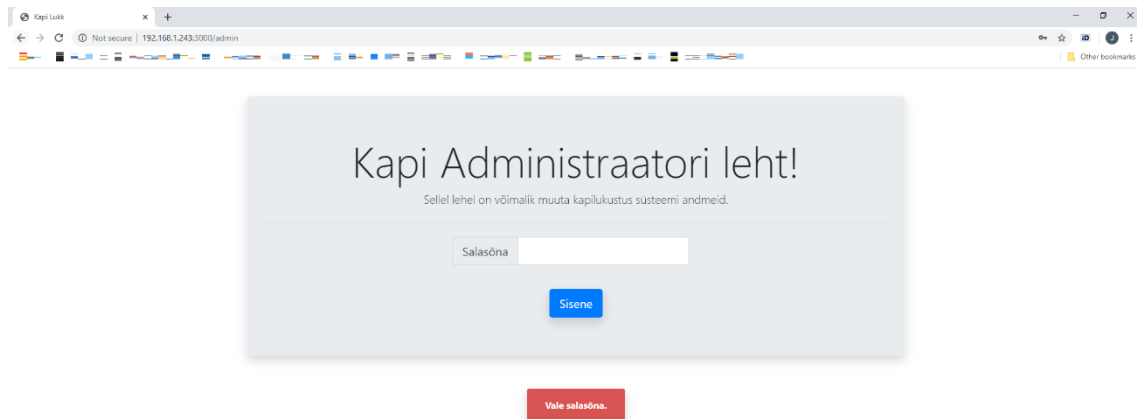 Kapi Lukk
Not secure | 192.168.1.243:3000/admin
Other bookmarks
Kapi Administraatori leht!
Sellel lehel on võimalik muuta kapilukustus süsteemi andmeid.
Salasõna
Sisene
Vale salasõna.